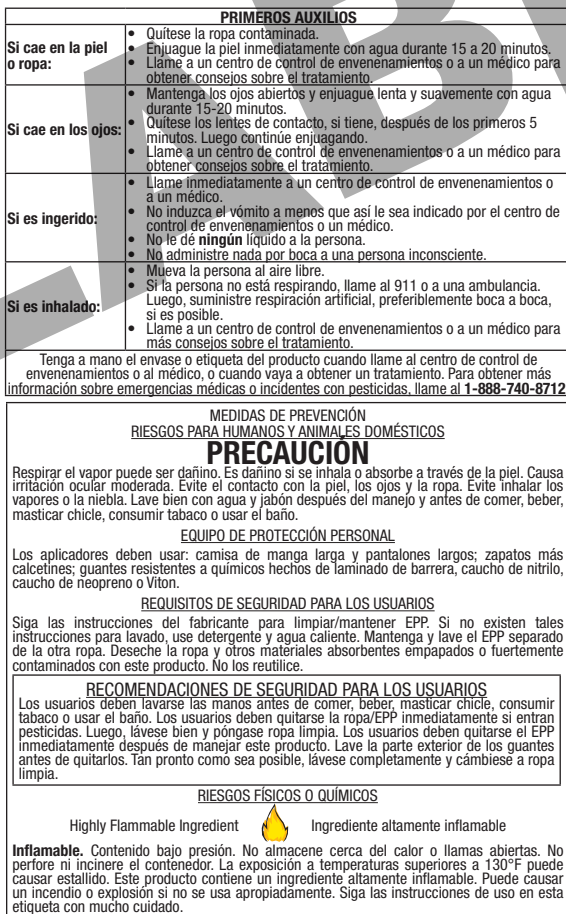 PRIMEROS AUXILIOS
Si cae en la piel
o ropa:
• Quítese la ropa contaminada.
• Enjuague la piel inmediatamente con agua durante 15 a 20 minutos.
• Llame a un centro de control de envenenamientos o a un médico para
obtener consejos sobre el tratamiento.
Si cae en los ojos:
• Mantenga los ojos abiertos y enjuague lenta y suavemente con agua
durante 15-20 minutos.
• Quítese los lentes de contacto, si tiene, después de los primeros 5
minutos. Luego continúe enjuagando.
• Llame a un centro de control de envenenamientos o a un médico para
obtener consejos sobre el tratamiento.
Si es ingerido:
• Llame inmediatamente a un centro de control de envenenamientos o
a un médico.
• No induzca el vómito a menos que así le sea indicado por el centro de
control de envenenamientos o un médico.
• No le dé ningún líquido a la persona.
• No administre nada por boca a una persona inconsciente.
Si es inhalado:
• Mueva la persona al aire libre.
• Si la persona no está respirando, llame al 911 o a una ambulancia.
Luego, suministre respiración artificial, preferiblemente boca a boca,
si es posible.
• Llame a un centro de control de envenenamientos o a un médico para
más consejos sobre el tratamiento.
Tenga a mano el envase o etiqueta del producto cuando llame al centro de control de
envenenamientos o al médico, o cuando vaya a obtener un tratamiento. Para obtener más
información sobre emergencias médicas o incidentes con pesticidas, llame al 1-888-740-8712
MEDIDAS DE PREVENCIÓN
RIESGOS PARA HUMANOS Y ANIMALES DOMÉSTICOS
PRECAUCIÓN
Respirar el vapor puede ser dañino. Es dañino si se inhala o absorbe a través de la piel. Causa
irritación ocular moderada. Evite el contacto con la piel, los ojos y la ropa. Evite inhalar los
vapores o la niebla. Lave bien con agua y jabón después del manejo y antes de comer, beber,
masticar chicle, consumir tabaco o usar el baño.
EQUIPO DE PROTECCIÓN PERSONAL
Los aplicadores deben usar: camisa de manga larga y pantalones largos; zapatos más
calcetines; guantes resistentes a químicos hechos de laminado de barrera, caucho de nitrilo,
caucho de neopreno o Viton.
REQUISITOS DE SEGURIDAD PARA LOS USUARIOS
Siga las instrucciones del fabricante para limpiar/mantener EPP. Si no existen tales
instrucciones para lavado, use detergente y agua caliente. Mantenga y lave el EPP separado
de la otra ropa. Deseche la ropa y otros materiales absorbentes empapados o fuertemente
contaminados con este producto. No los reutilice.
RECOMENDACIONES DE SEGURIDAD PARA LOS USUARIOS
Los usuarios deben lavarse las manos antes de comer, beber, masticar chicle, consumir
tabaco o usar el baño. Los usuarios deben quitarse la ropa/EPP inmediatamente si entran
pesticidas. Luego, lávese bien y póngase ropa limpia. Los usuarios deben quitarse el EPP
inmediatamente después de manejar este producto. Lave la parte exterior de los guantes
antes de quitarlos. Tan pronto como sea posible, lávese completamente y cámbiese a ropa
limpia.
RIESGOS FÍSICOS O QUÍMICOS
Highly Flammable Ingredient Ingrediente altamente inflamable
Inflamable. Contenido bajo presión. No almacene cerca del calor o llamas abiertas. No
perfore ni incinere el contenedor. La exposición a temperaturas superiores a 130°F puede
causar estallido. Este producto contiene un ingrediente altamente inflamable. Puede causar
un incendio o explosión si no se usa apropiadamente. Siga las instrucciones de uso en esta
etiqueta con mucho cuidado.